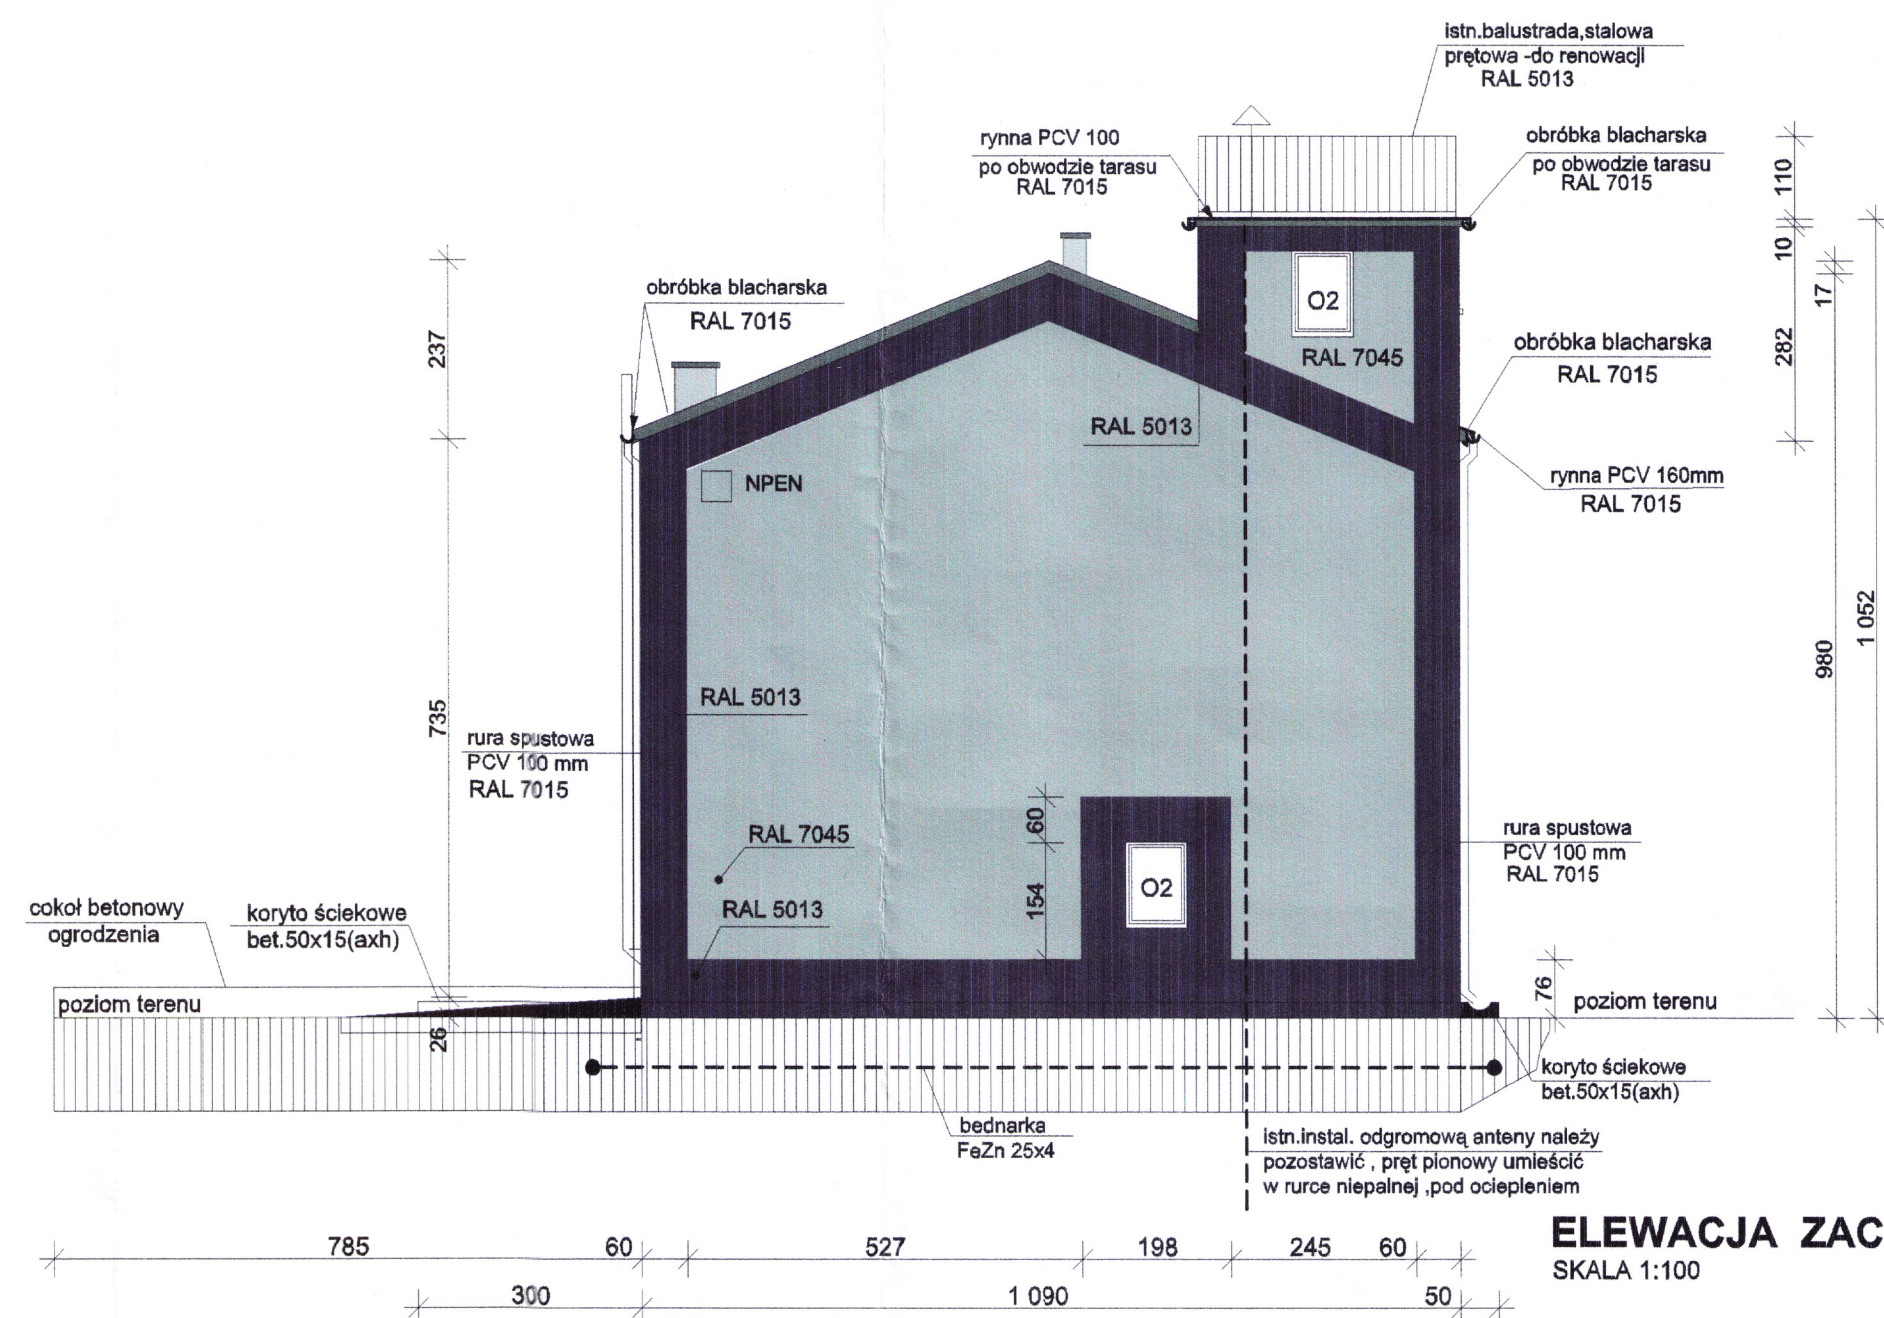 istn.balustrada,stalowa
prętowa -do renowacji
RAL 5013
rynna PCV 100
po obwodzie tarasu
RAL 7015
obróbka blacharska
po obwodzie tarasu
RAL 7015
110
10
17
282
237
obróbka blacharska
RAL 7015
O2
RAL 7045
obróbka blacharska
RAL 7015
RAL 5013
NPEN
rynna PCV 160mm
RAL 7015
1 052
980
735
RAL 5013
rura spustowa
PCV 100 mm
RAL 7015
60
154
O2
RAL 7045
RAL 5013
rura spustowa
PCV 100 mm
RAL 7015
cokoł betonowy
ogrodzenia
koryto ściekowe
bet.50x15(axh)
poziom terenu
26
76
poziom terenu
koryto ściekowe
bet.50x15(axh)
bednarka
FeZn 25x4
istn.instal. odgromową anteny należy
pozostawić , pręt pionowy umieścić
w rurce niepalnej ,pod ociepleniem
ELEWACJA ZAC
SKALA 1:100
785 60 527 198 245 60
300 1 090 50